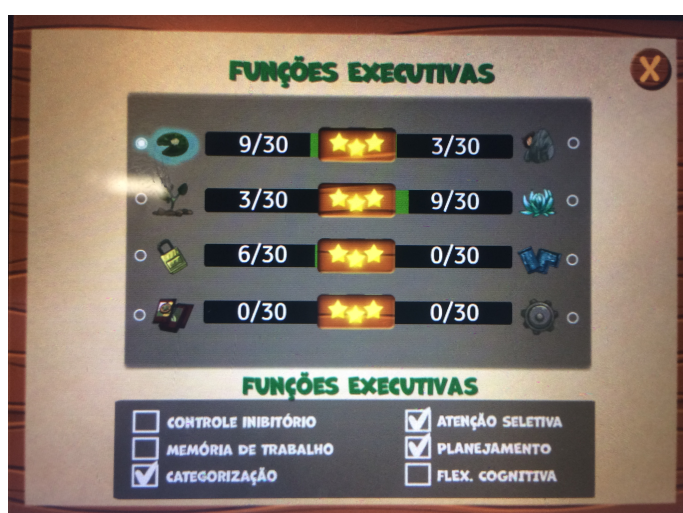 FUNÇÕES EXECUTIVAS
X
9/30 3/30
3/30 9/30
6/30 0/30
0/30 0/30
FUNÇÕES EXECUTIVAS
CONTROLE INIBITÓRIO ATENÇÃO SELETIVA
MEMÓRIA DE TRABALHO PLANEJAMENTO
CATEGORIZAÇÃO FLEX. COGNITIVA